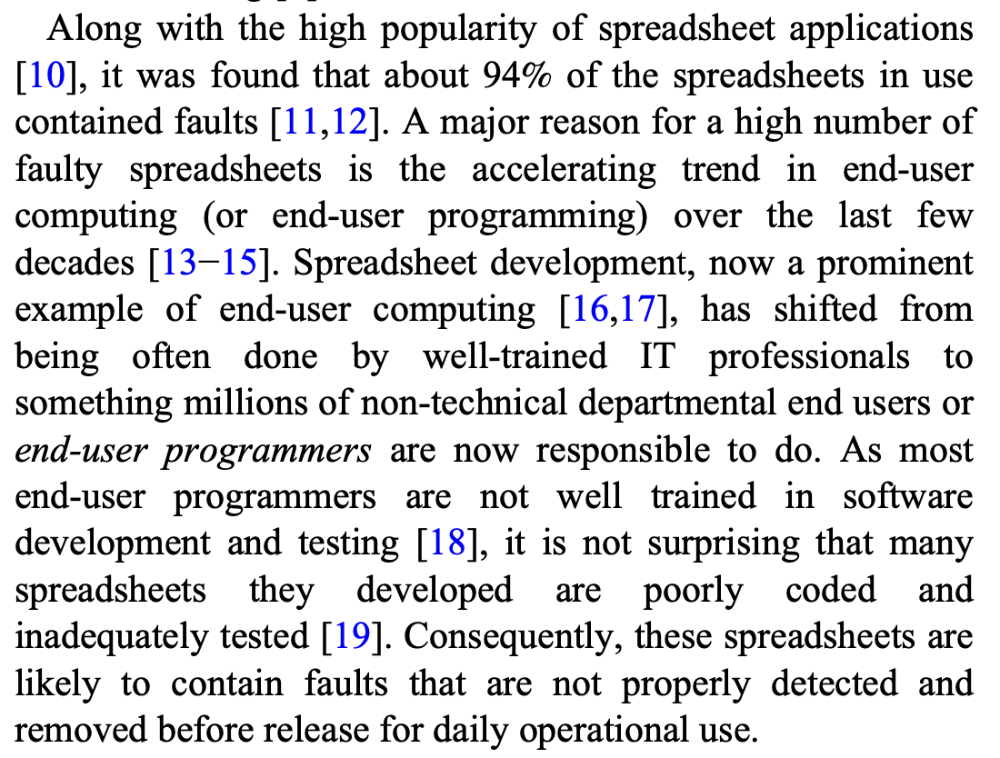 Along with the high popularity of spreadsheet applications
[10], it was found that about 94% of the spreadsheets in use
contained faults [11,12]. A major reason for a high number of
faulty spreadsheets is the accelerating trend in end-user
computing (or end-user programming) over the last few
decades [13−15]. Spreadsheet development, now a prominent
example of end-user computing [16,17], has shifted from
being often done by well-trained IT professionals to
something millions of non-technical departmental end users or
end-user programmers are now responsible to do. As most
end-user programmers are not well trained in software
development and testing [18], it is not surprising that many
spreadsheets they developed are poorly coded and
inadequately tested [19]. Consequently, these spreadsheets are
likely to contain faults that are not properly detected and
removed before release for daily operational use.